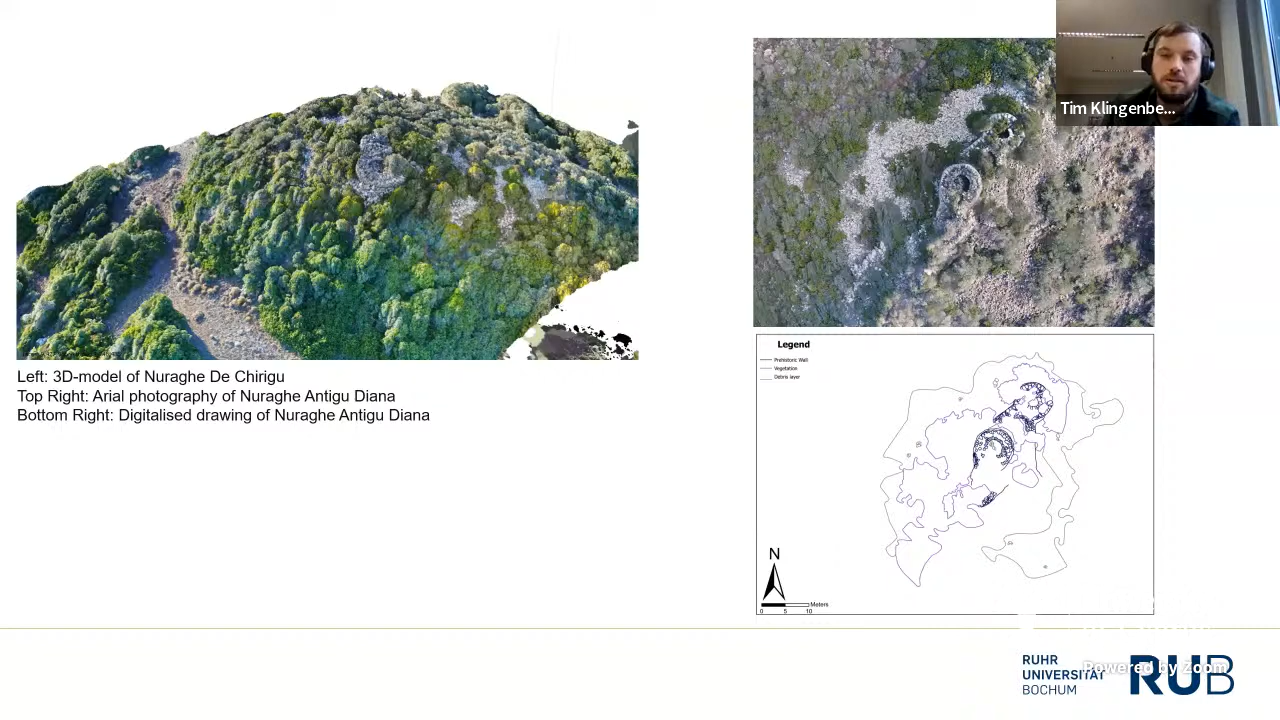 Tim Klingenbe...
Left: 3D-model of Nuraghe De Chirigu
Top Right: Arial photography of Nuraghe Antigu Diana
Bottom Right: Digitalised drawing of Nuraghe Antigu Diana
Legend
Prehistoric Wall
Vegetation
Debris layer
N
Meters
0 5 10
RUHR
UNIVERSITÄT
BOCHUM
RUB
Powered by Zoom